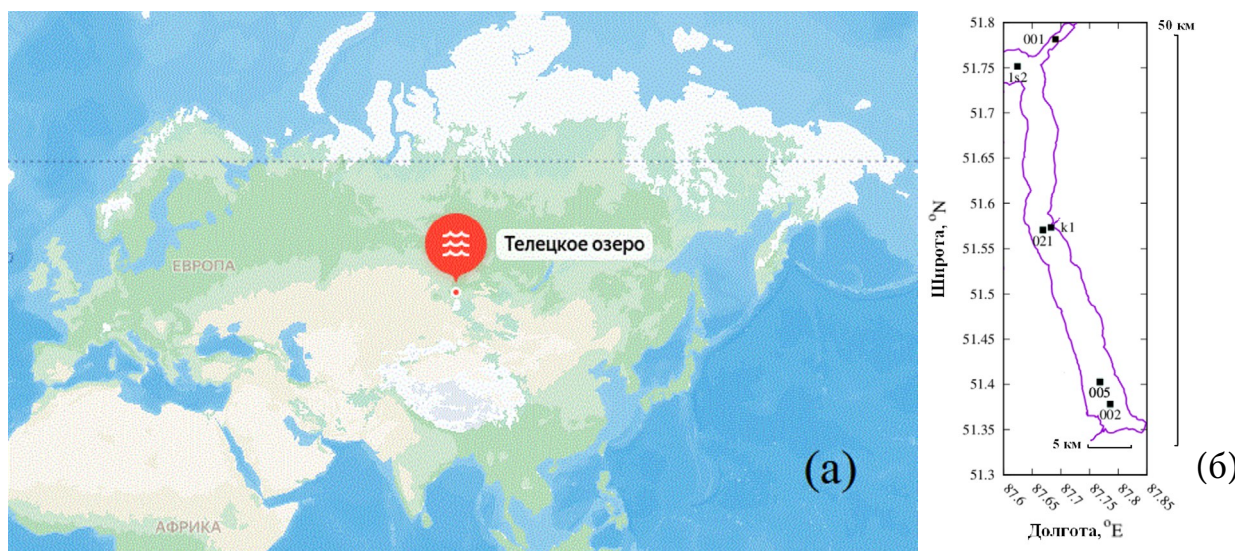 ЕВРОПА
Телецкое озеро
АФРИКА
(а)
51.8
51.75
51.7
51.65
51.6
51.55
51.5
51.45
51.4
51.35
51.3
Широта, °N
001
1s2
021
k1
005
002
50 км
5 км
87.6
87.65
87.7
87.75
87.8
87.85
Долгота, °E
(б)